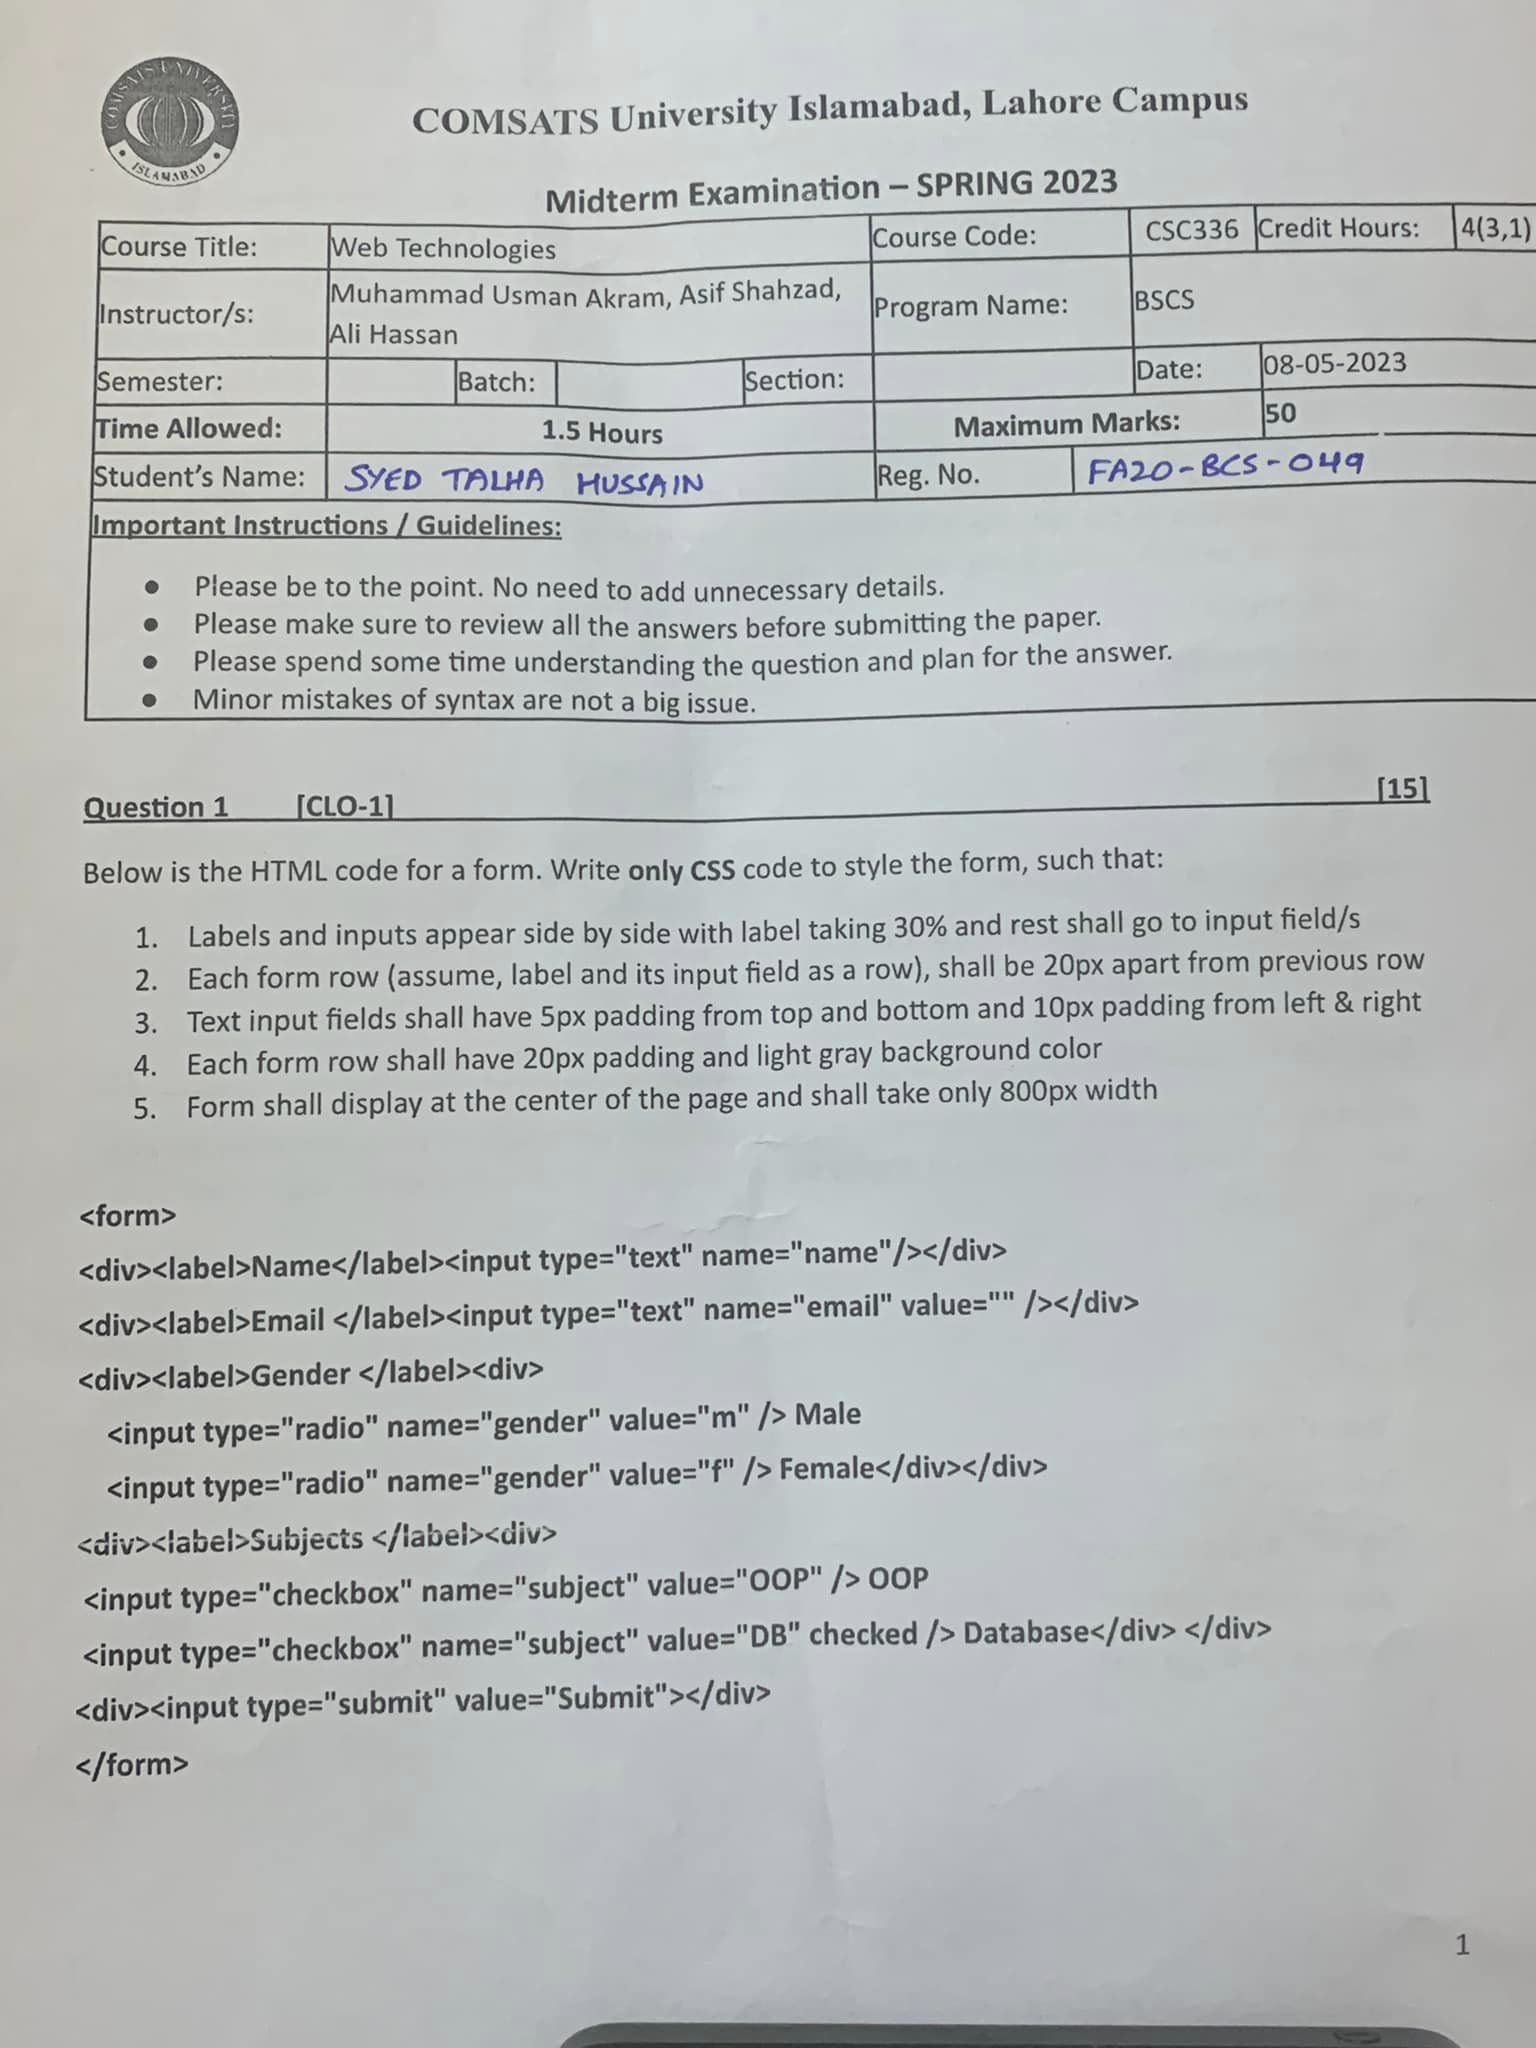 COMSATS UNIVERSITY
ISLAMABAD
COMSATS University Islamabad, Lahore Campus
Midterm Examination – SPRING 2023
Course Title: Web Technologies Course Code: CSC336 Credit Hours: 4(3,1)
Instructor/s: Muhammad Usman Akram, Asif Shahzad,
Ali Hassan Program Name: BSCS
Semester: Batch: Section: Date: 08-05-2023
Time Allowed: 1.5 Hours Maximum Marks: 50
Student's Name: SYED TALHA HUSSAIN Reg. No. FA20-BCS-049
Important Instructions / Guidelines:
● Please be to the point. No need to add unnecessary details.
● Please make sure to review all the answers before submitting the paper.
● Please spend some time understanding the question and plan for the answer.
● Minor mistakes of syntax are not a big issue.
Question 1 [CLO-1] [15]
Below is the HTML code for a form. Write only CSS code to style the form, such that:
1. Labels and inputs appear side by side with label taking 30% and rest shall go to input field/s
2. Each form row (assume, label and its input field as a row), shall be 20px apart from previous row
3. Text input fields shall have 5px padding from top and bottom and 10px padding from left & right
4. Each form row shall have 20px padding and light gray background color
5. Form shall display at the center of the page and shall take only 800px width
<form>
<div><label>Name</label><input type="text" name="name"/></div>
<div><label>Email </label><input type="text" name="email" value="" /></div>
<div><label>Gender </label><div>
<input type="radio" name="gender" value="m" /> Male
<input type="radio" name="gender" value="f" /> Female</div></div>
<div><label>Subjects </label><div>
<input type="checkbox" name="subject" value="OOP" /> OOP
<input type="checkbox" name="subject" value="DB" checked /> Database</div> </div>
<div><input type="submit" value="Submit"></div>
</form>
1